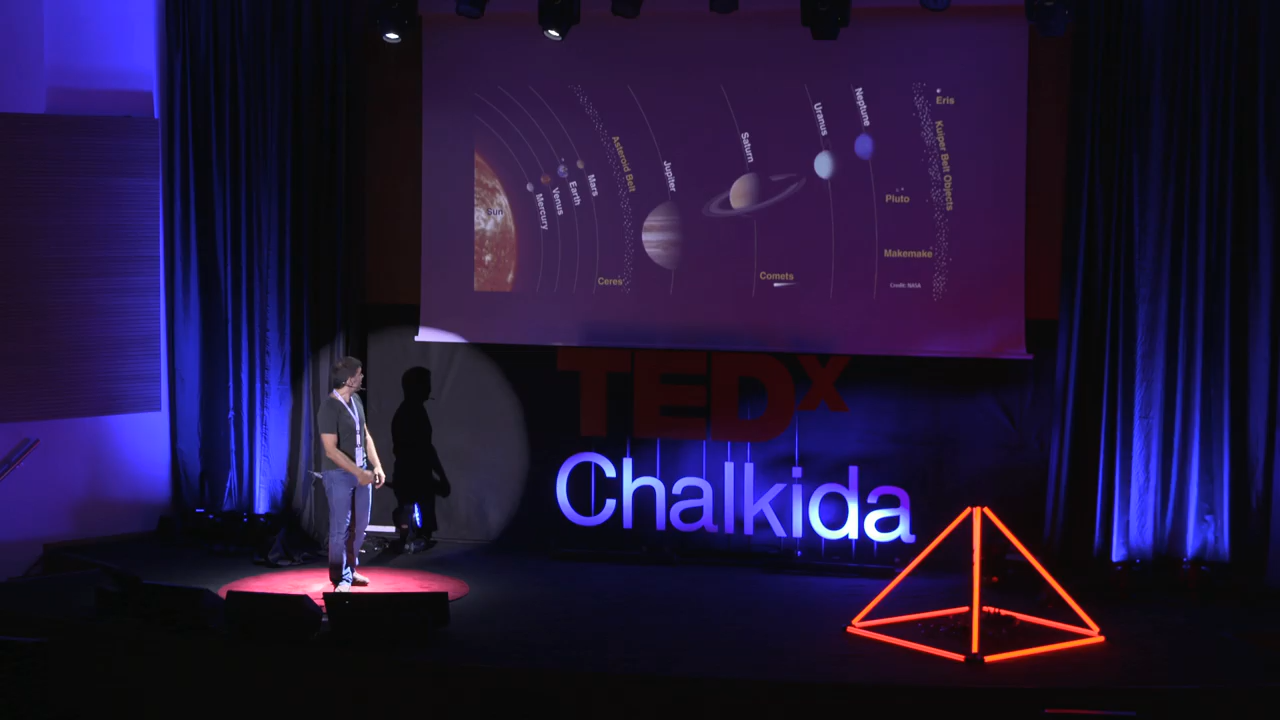 Sun
Mercury
Venus
Earth
Mars
Asteroid Belt
Ceres
Jupiter
Saturn
Comets
Uranus
Neptune
Pluto
Makemake
Eris
Kuiper Belt Objects
Credit: NASA
TEDx
Chalkida